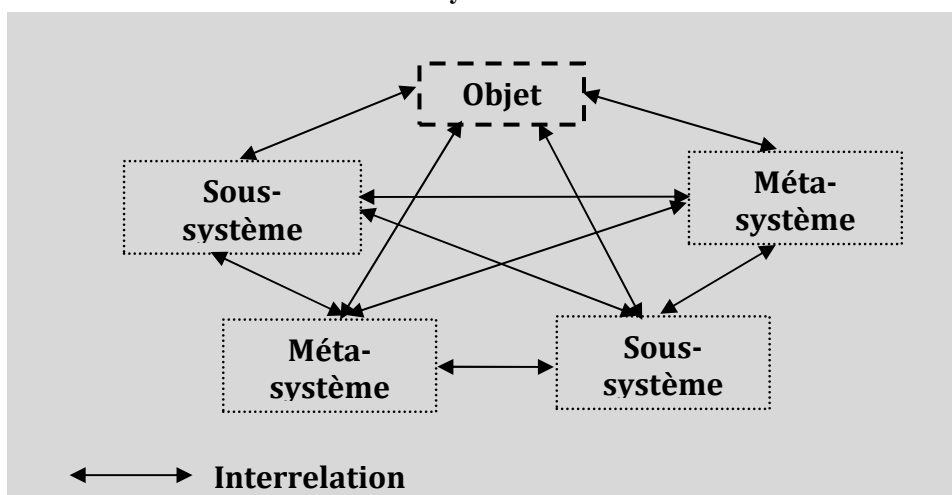 Objet
Sous-
système
Méta-
système
Méta-
système
Sous-
système
Interrelation